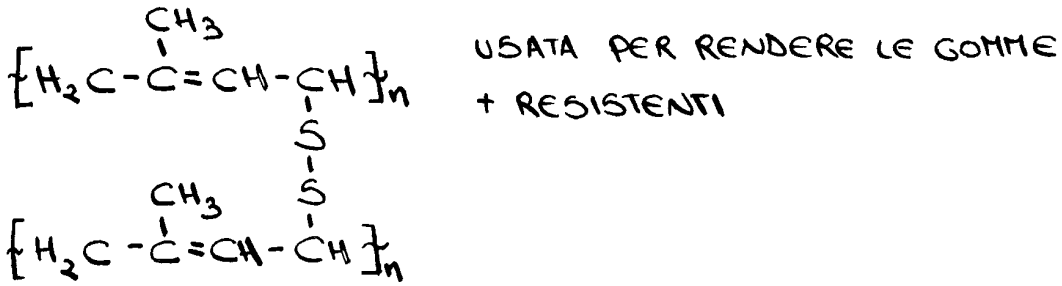 CH₃
[H₂C-C=CH-CH]ₙ
S
S
CH₃
[H₂C-C=CH-CH]ₙ
USATA PER RENDERE LE GOMME
+ RESISTENTI